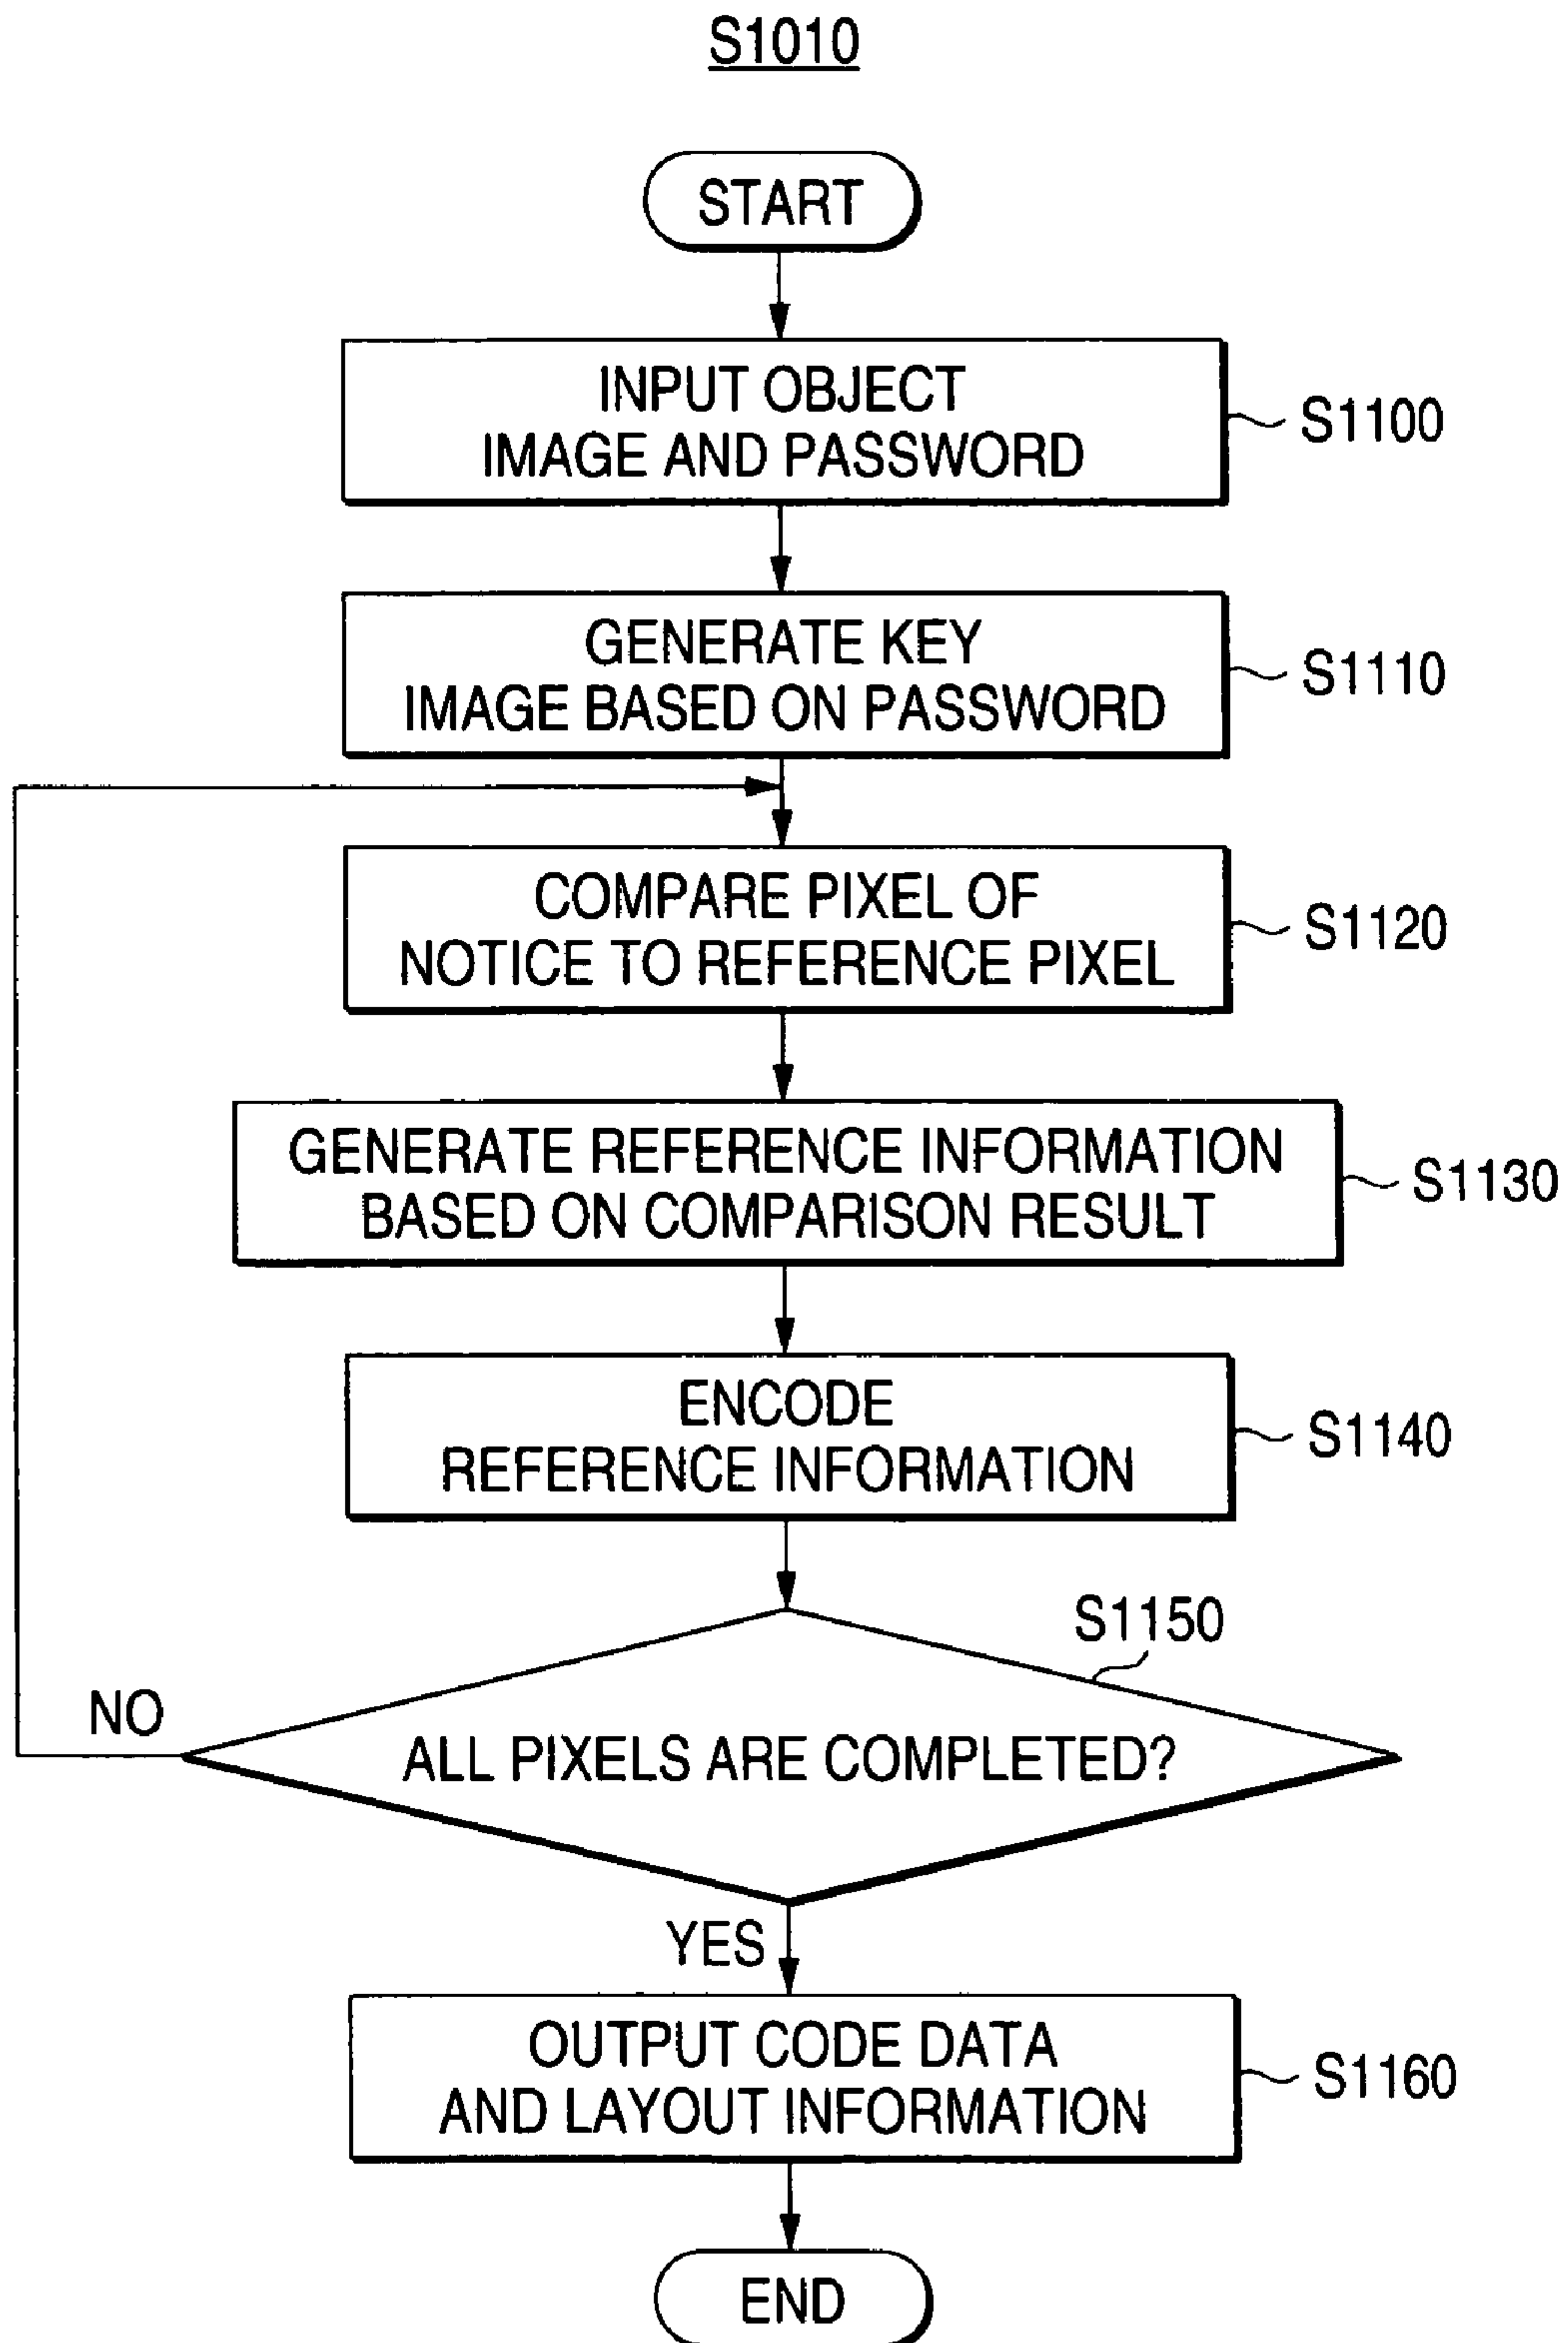 S1010
START
INPUT OBJECT
IMAGE AND PASSWORD
S1100
GENERATE KEY
IMAGE BASED ON PASSWORD
S1110
COMPARE PIXEL OF
NOTICE TO REFERENCE PIXEL
S1120
GENERATE REFERENCE INFORMATION
BASED ON COMPARISON RESULT
S1130
ENCODE
REFERENCE INFORMATION
S1140
S1150
NO
ALL PIXELS ARE COMPLETED?
YES
OUTPUT CODE DATA
AND LAYOUT INFORMATION
S1160
END